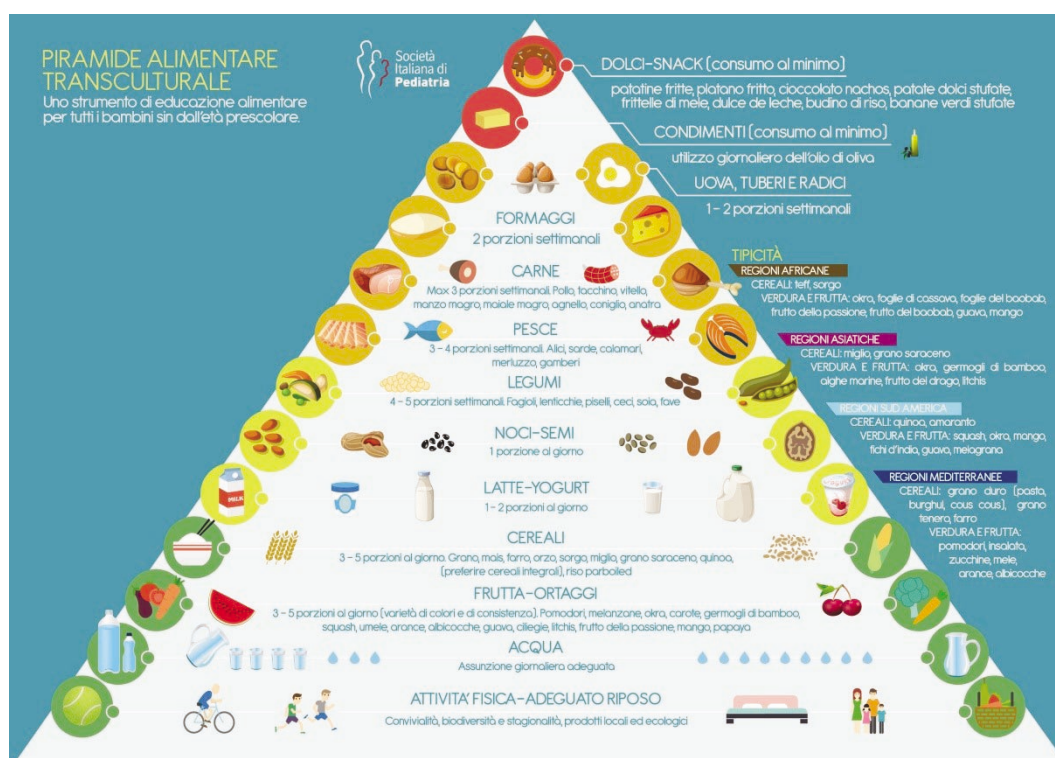 PIRAMIDE ALIMENTARE
TRANSCULTURALE
Uno strumento di educazione alimentare
per tutti i bambini sin dall'età prescolare.
Società
Italiana di
Pediatria
DOLCI-SNACK (consumo al minimo)
patatine fritte, platano fritto, cioccolato nachos, patate dolci stufate,
frittelle di mele, dulce de leche, budino di riso, banane verdi stufate
CONDIMENTI (consumo al minimo)
utilizzo giornaliero dell'olio di oliva
UOVA, TUBERI E RADICI
1 – 2 porzioni settimanali
FORMAGGI
2 porzioni settimanali
CARNE
Max 3 porzioni settimanali. Pollo, tacchino, vitello,
manzo magro, maiale magro, agnello, coniglio, anatra
PESCE
3 – 4 porzioni settimanali. Alici, sarde, calamari,
merluzzo, gamberi
LEGUMI
4 – 5 porzioni settimanali. Fagioli, lenticchie, piselli, ceci, soia, fave
NOCI-SEMI
1 porzione al giorno
LATTE-YOGURT
1 – 2 porzioni al giorno
MILK
CEREALI
3 – 5 porzioni al giorno. Grano, mais, farro, orzo, sorgo, miglio, grano saraceno, quinoa,
(preferire cereali integrali), riso parboiled
FRUTTA-ORTAGGI
3 – 5 porzioni al giorno (varietà di colori e di consistenza). Pomodori, melanzane, okra, carote, germogli di bamboo,
squash, umele, arance, albicocche, guava, ciliegie, litchis, frutto della passione, mango, papaya
ACQUA
Assunzione giornaliera adeguata
ATTIVITA' FISICA-ADEGUATO RIPOSO
Convivialità, biodiversità e stagionalità, prodotti locali ed ecologici
TIPICITÀ
REGIONI AFRICANE
CEREALI: teff, sorgo
VERDURA E FRUTTA: okra, foglie di cassava, foglie del baobab,
frutto della passione, frutto del baobab, guava, mango
REGIONI ASIATICHE
CEREALI: miglio, grano saraceno
VERDURA E FRUTTA: okra, germogli di bamboo,
alghe marine, frutto del drago, litchis
REGIONI SUD AMERICA
CEREALI: quinoa, amaranto
VERDURA E FRUTTA: squash, okra, mango,
fichi d'india, guava, melagrana
REGIONI MEDITERRANEE
CEREALI: grano duro (pasta,
burghul, cous cous), grano
tenero, farro
VERDURA E FRUTTA:
pomodori, insalata,
zucchine, mele,
arance, albicocche